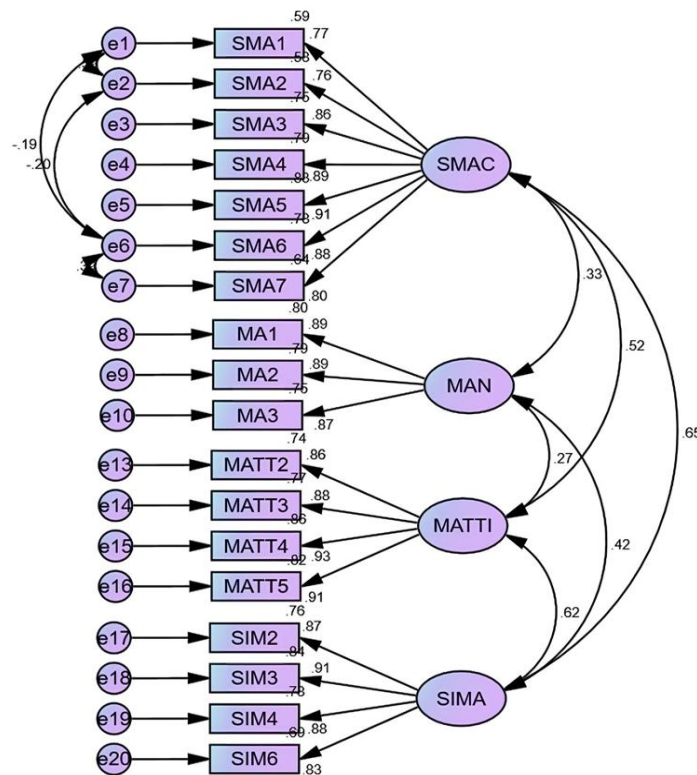 .59
e1 SMA1 .77
.58
e2 SMA2 .76
.75
e3 SMA3 .86
.79
e4 SMA4 .89 SMAC
-.19
-.20
.83
e5 SMA5 .91
.78
e6 SMA6 .88
.64
e7 SMA7 .80
.33
.80
e8 MA1 .89
.79
.52
e9 MA2 .89 MAN
.75
e10 MA3 .87
.65
.74
e13 MATT2 .86
.27
.77
e14 MATT3 .88
.86
MATTI
e15 MATT4 .93
.82
.42
e16 MATT5 .91
.62
.76
e17 SIM2 .87
.84
e18 SIM3 .91
.78
SIMA
e19 SIM4 .88
.69
e20 SIM6 .83